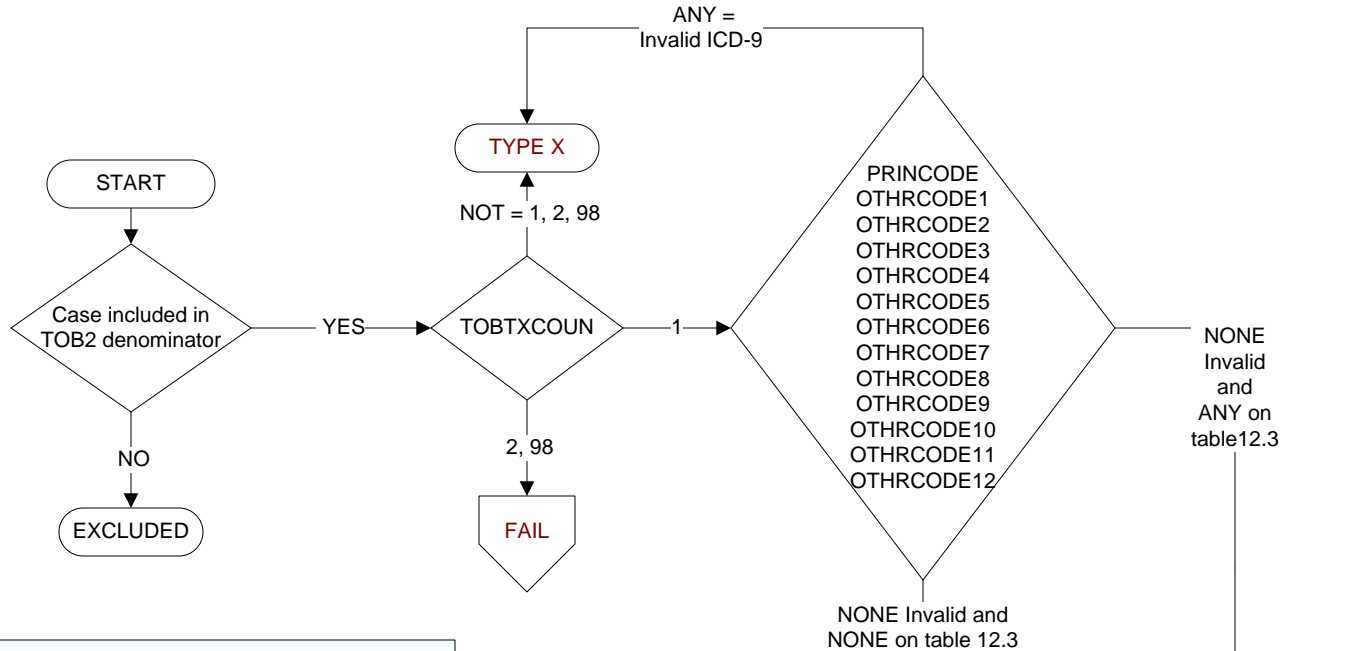 ANY =
Invalid ICD-9
TYPE X
START
NOT = 1, 2, 98
Case included in
TOB2 denominator
YES
TOBTXCOUN
1
PRINCODE
OTHRCODE1
OTHRCODE2
OTHRCODE3
OTHRCODE4
OTHRCODE5
OTHRCODE6
OTHRCODE7
OTHRCODE8
OTHRCODE9
OTHRCODE10
OTHRCODE11
OTHRCODE12
NONE
Invalid
and
ANY on
table12.3
2, 98
NO
EXCLUDED
FAIL
NONE Invalid and
NONE on table 12.3